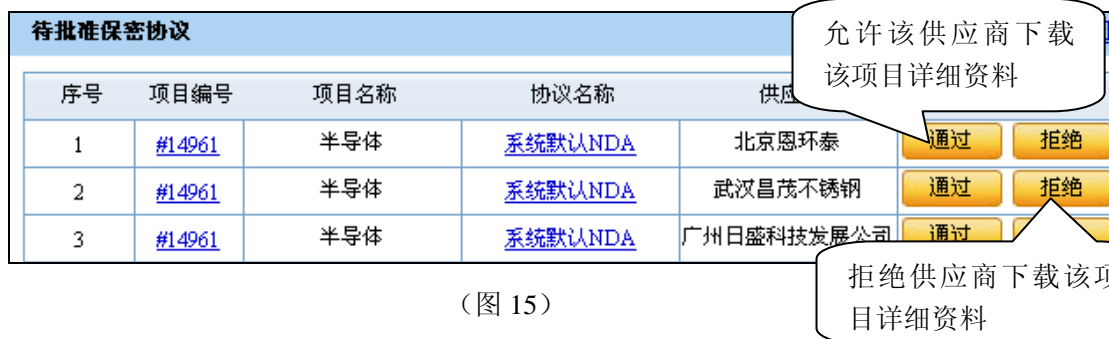 待批准保密协议
允许该供应商下载
该项目详细资料
序号 项目编号 项目名称 协议名称 供应
1 #14961 半导体 系统默认NDA 北京恩环泰 通过 拒绝
2 #14961 半导体 系统默认NDA 武汉昌茂不锈钢 通过 拒绝
3 #14961 半导体 系统默认NDA 广州日盛科技发展公司 通过
拒绝供应商下载该项
目详细资料
（图 15）